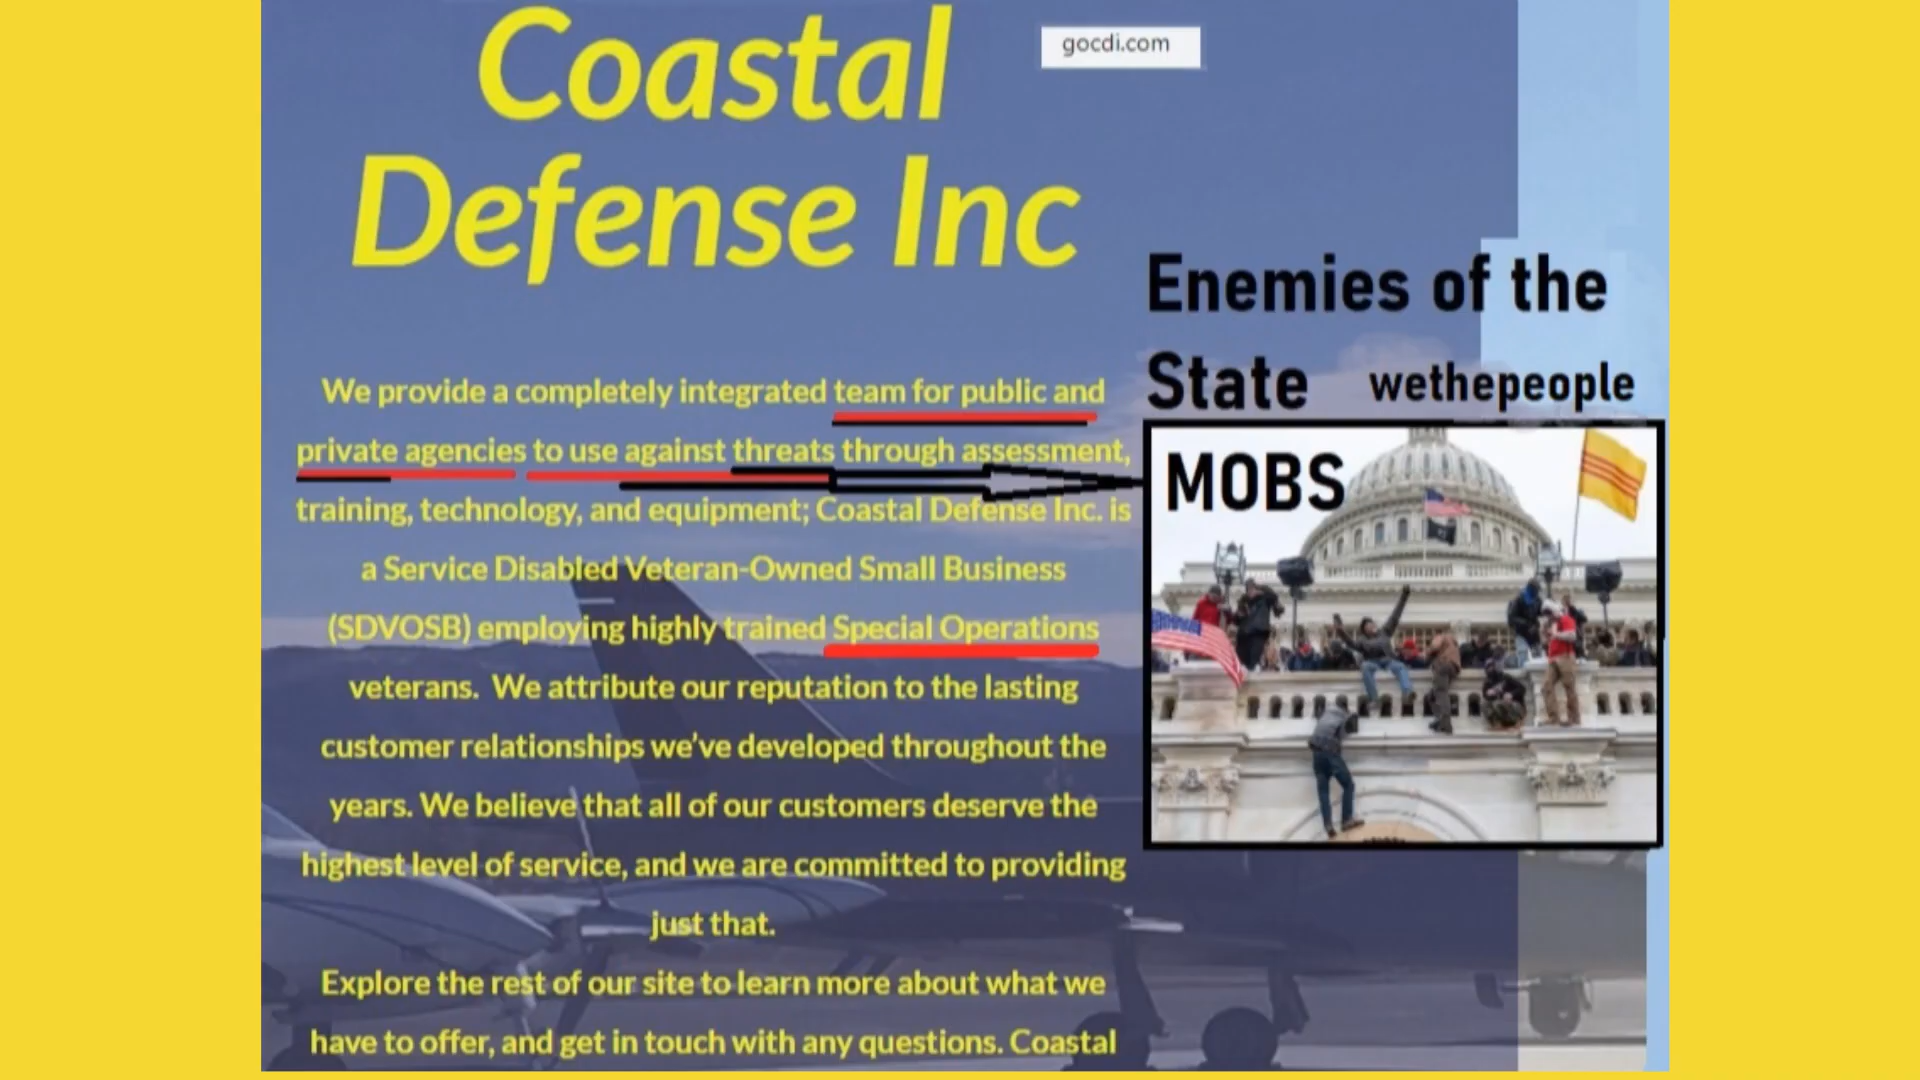 Coastal
Defense Inc
gocdi.com
We provide a completely integrated team for public and
private agencies to use against threats through assessment,
training, technology, and equipment; Coastal Defense Inc. is
a Service Disabled Veteran-Owned Small Business
(SDVOSB) employing highly trained Special Operations
veterans. We attribute our reputation to the lasting
customer relationships we've developed throughout the
years. We believe that all of our customers deserve the
highest level of service, and we are committed to providing
just that.
Explore the rest of our site to learn more about what we
have to offer, and get in touch with any questions. Coastal
Enemies of the
State wethepeople
MOBS